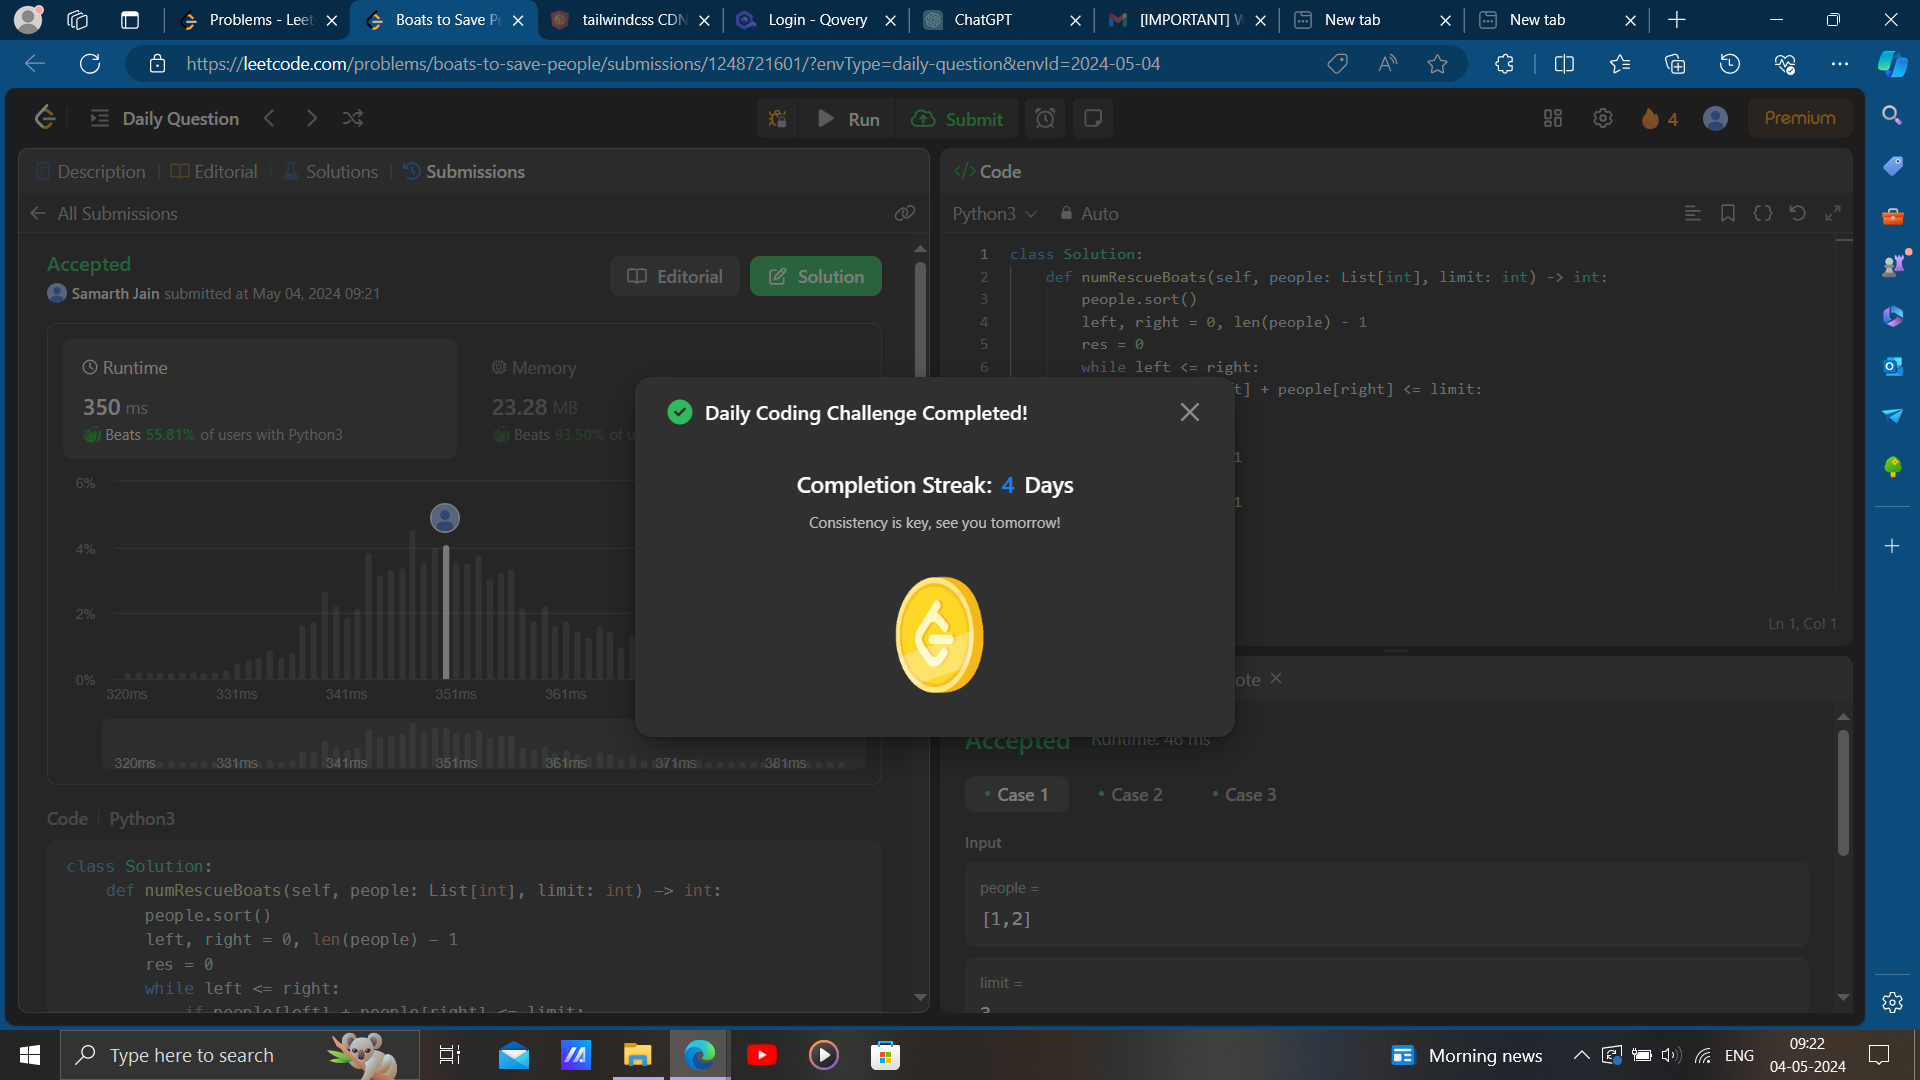 Problems - Leet
Boats to Save P
tailwindcss CDN
Login - Qovery
ChatGPT
[IMPORTANT] W
New tab
New tab
https://leetcode.com/problems/boats-to-save-people/submissions/1248721601/?envType=daily-question&envId=2024-05-04
Daily Question
Run
Submit
4
Premium
Description
Editorial
Solutions
Submissions
All Submissions
Accepted
Editorial
Solution
Samarth Jain submitted at May 04, 2024 09:21
Runtime
350 ms
Beats 55.81% of users with Python3
Memory
23.28 MB
Beats 93.50% of u
6%
4%
2%
0%
320ms 331ms 341ms 351ms 361ms
320ms 331ms 341ms 351ms 361ms 371ms 381ms
Code
Python3
class Solution:
def numRescueBoats(self, people: List[int], limit: int) -> int:
people.sort()
left, right = 0, len(people) - 1
res = 0
while left <= right:
if people[left] + people[right] <= limit:
Daily Coding Challenge Completed!
Completion Streak: 4 Days
Consistency is key, see you tomorrow!
Code
Python3
Auto
1 class Solution:
2 def numRescueBoats(self, people: List[int], limit: int) -> int:
3 people.sort()
4 left, right = 0, len(people) - 1
5 res = 0
6 while left <= right:
t] + people[right] <= limit:
1
1
Ln 1, Col 1
ote
Accepted
Runtime: 46 ms
Case 1
Case 2
Case 3
Input
people =
[1,2]
limit =
3
Type here to search
Morning news
ENG
09:22
04-05-2024